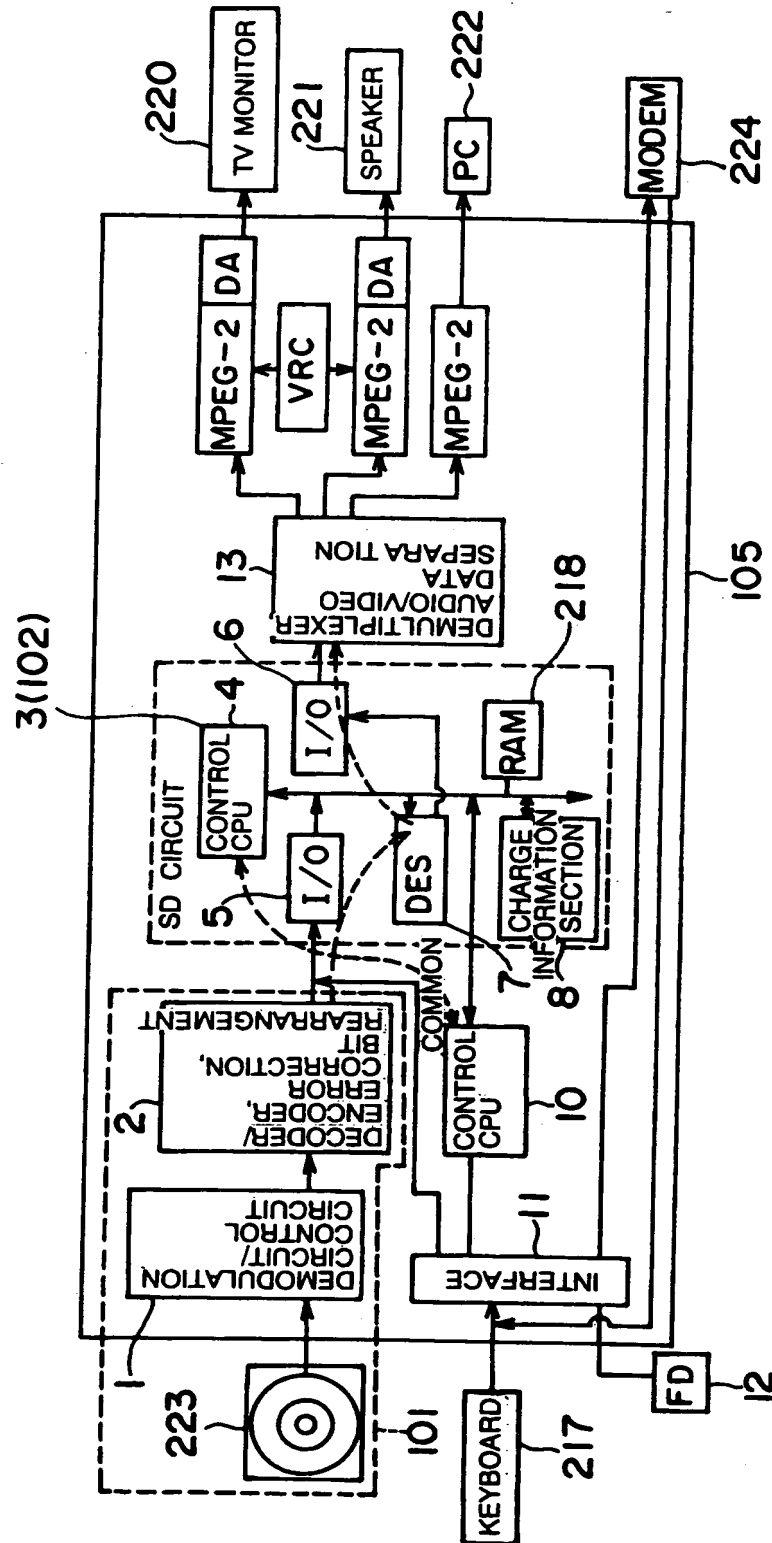 3(102)
220
TV MONITOR
221
SPEAKER
222
PC
MODEM
224
MPEG-2
DA
VRC
MPEG-2
DA
MPEG-2
13
DEMULTIPLEXER,
AUDIO/VIDEO
DATA
SEPARATION
105
SD CIRCUIT
CONTROL
CPU
4
5
I/O
6
I/O
DES
7
218
RAM
CHARGE
INFORMATION
SECTION
8
COMMON
CONTROL
CPU
10
2
DECODER/
ENCODER,
ERROR
CORRECTION,
BIT
REARRANGEMENT
1
DEMODULATION
CIRCUIT/
CONTROL
CIRCUIT
223
101
11
INTERFACE
KEYBOARD
217
FD
12